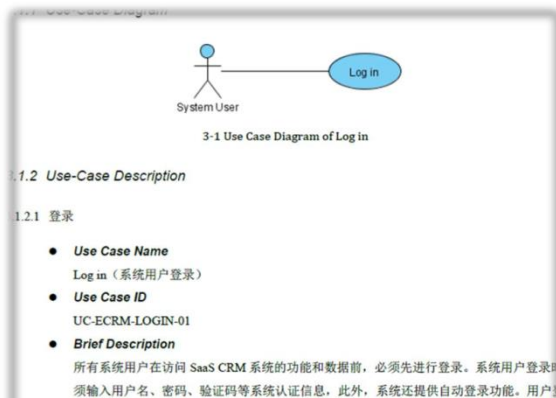 Log in
System User
3-1 Use Case Diagram of Log in
.1.2 Use-Case Description
.1.2.1 登录
● Use Case Name
Log in（系统用户登录）
● Use Case ID
UC-ECRM-LOGIN-01
● Brief Description
所有系统用户在访问 SaaS CRM 系统的功能和数据前，必须先进行登录。系统用户登录
须输入用户名、密码、验证码等系统认证信息，此外，系统还提供自动登录功能。用户